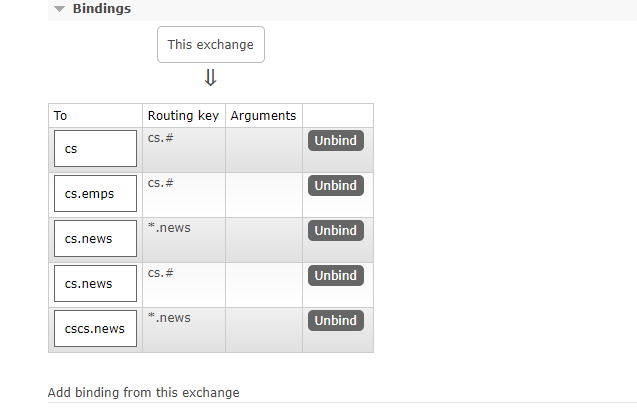 Bindings
This exchange
⇓
To Routing key Arguments
cs cs.# Unbind
cs.emps cs.# Unbind
cs.news *.news Unbind
cs.news cs.# Unbind
cscs.news *.news Unbind
Add binding from this exchange